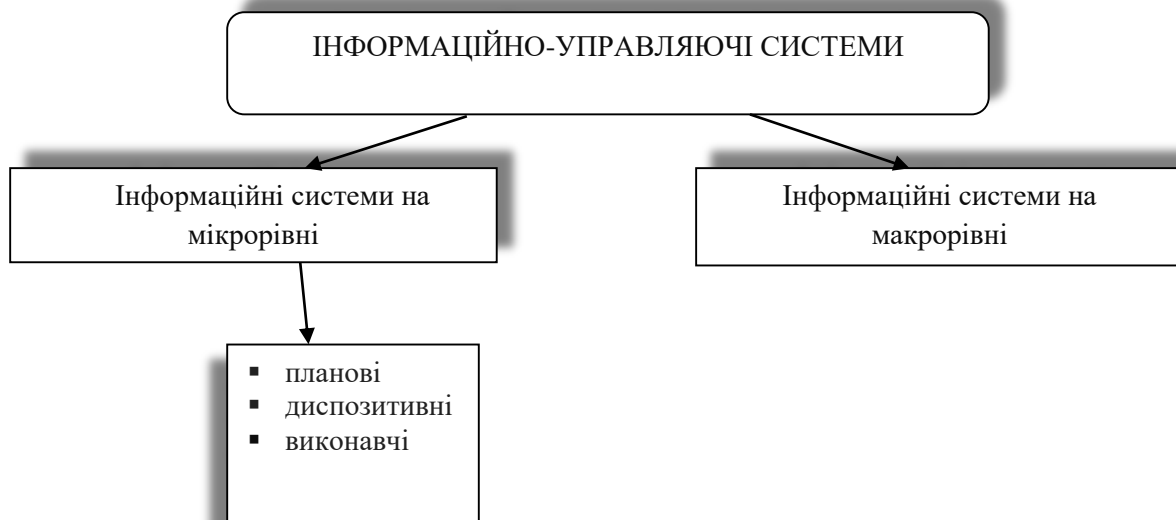 ІНФОРМАЦІЙНО-УПРАВЛЯЮЧІ СИСТЕМИ
Інформаційні системи на
мікрорівні
Інформаційні системи на
макрорівні
▪ планові
▪ диспозитивні
▪ виконавчі